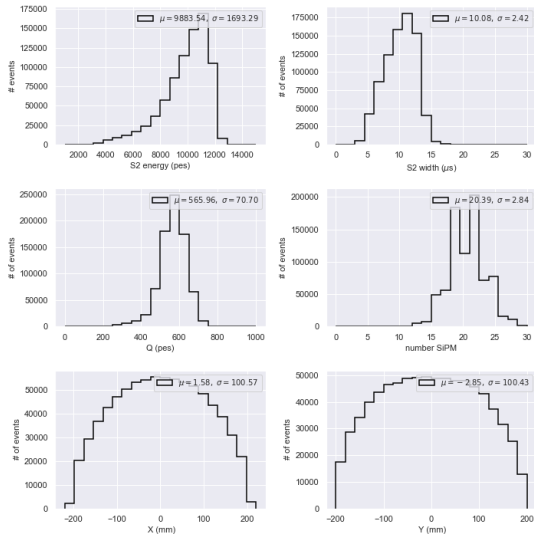 175000
150000
125000
100000
75000
50000
25000
0
# of events
μ = 9883.54, σ = 1693.29
2000 4000 6000 8000 10000 12000 14000
S2 energy (pes)
175000
150000
125000
100000
75000
50000
25000
0
# of events
μ = 10.08, σ = 2.42
0 5 10 15 20 25 30
S2 width (μs)
250000
200000
150000
100000
50000
0
# of events
μ = 565.96, σ = 70.70
0 200 400 600 800 1000
Q (pes)
200000
150000
100000
50000
0
# of events
μ = 20.39, σ = 2.84
0 5 10 15 20 25 30
number SiPM
50000
40000
30000
20000
10000
0
# of events
μ = 1.58, σ = 100.57
−200 −100 0 100 200
X (mm)
50000
40000
30000
20000
10000
0
# of events
μ = − 2.85, σ = 100.43
−200 −100 0 100 200
Y (mm)